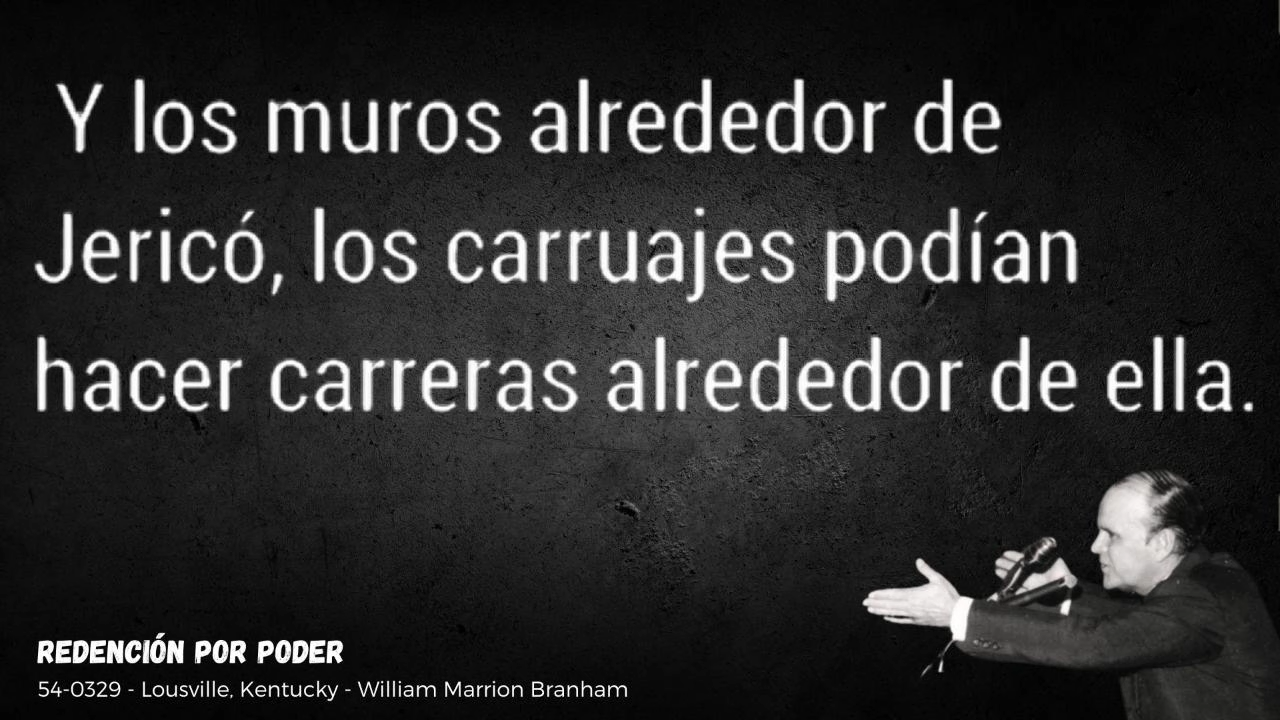 Y los muros alrededor de
Jericó, los carruajes podían
hacer carreras alrededor de ella.
REDENCIÓN POR PODER
54-0329 - Lousville, Kentucky - William Marrion Branham